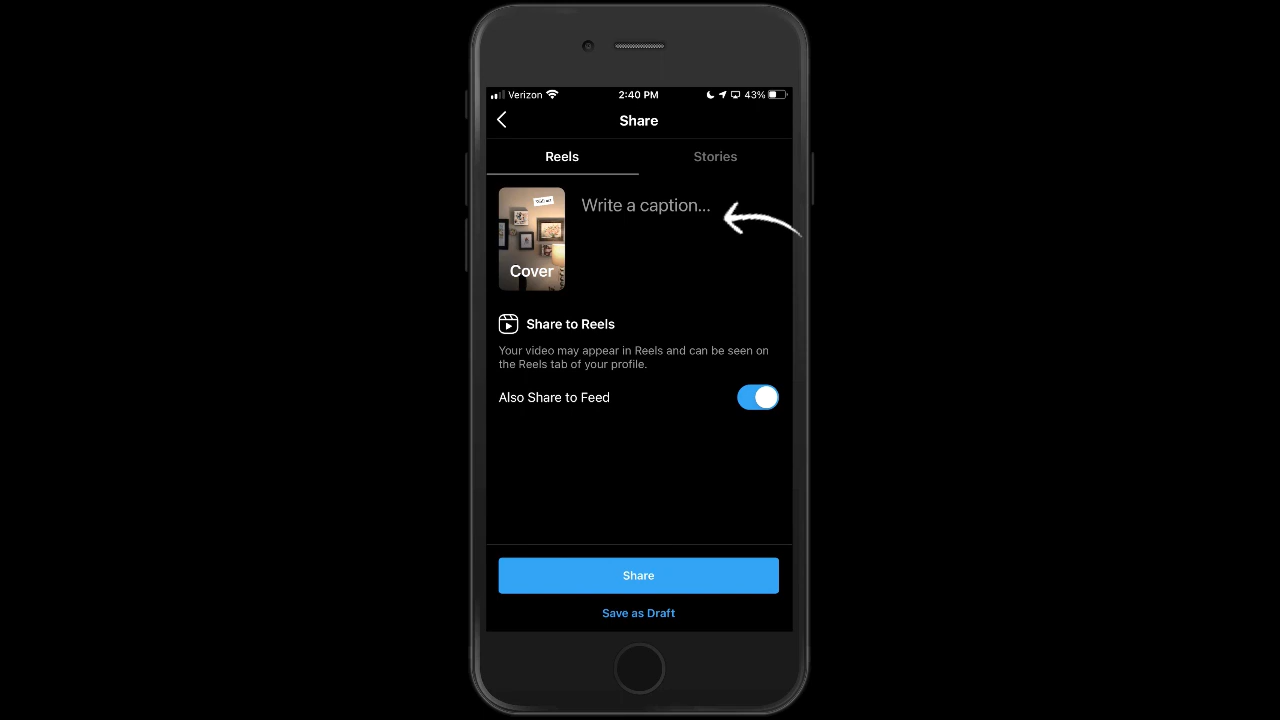 Verizon 2:40 PM 43%
Share
Reels Stories
Write a caption...
Cover
Share to Reels
Your video may appear in Reels and can be seen on
the Reels tab of your profile.
Also Share to Feed
Share
Save as Draft